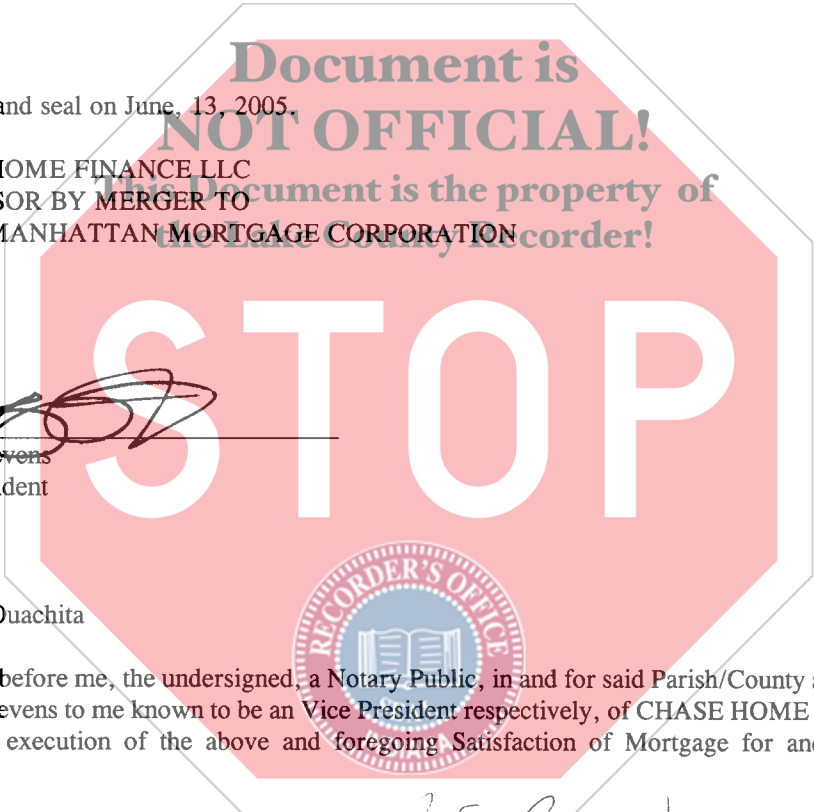 Document is
and seal on June, 13, 2005.
NOT OFFICIAL!
HOME FINANCE LLC
This Document is the property of
SOR BY MERGER TO
the Lake County Recorder!
MANHATTAN MORTGAGE CORPORATION
STOP
evens
dent
RECORDER'S OFFICE
Ouachita
before me, the undersigned, a Notary Public, in and for said Parish/County a
evens to me known to be an Vice President respectively, of CHASE HOME
execution of the above and foregoing Satisfaction of Mortgage for and